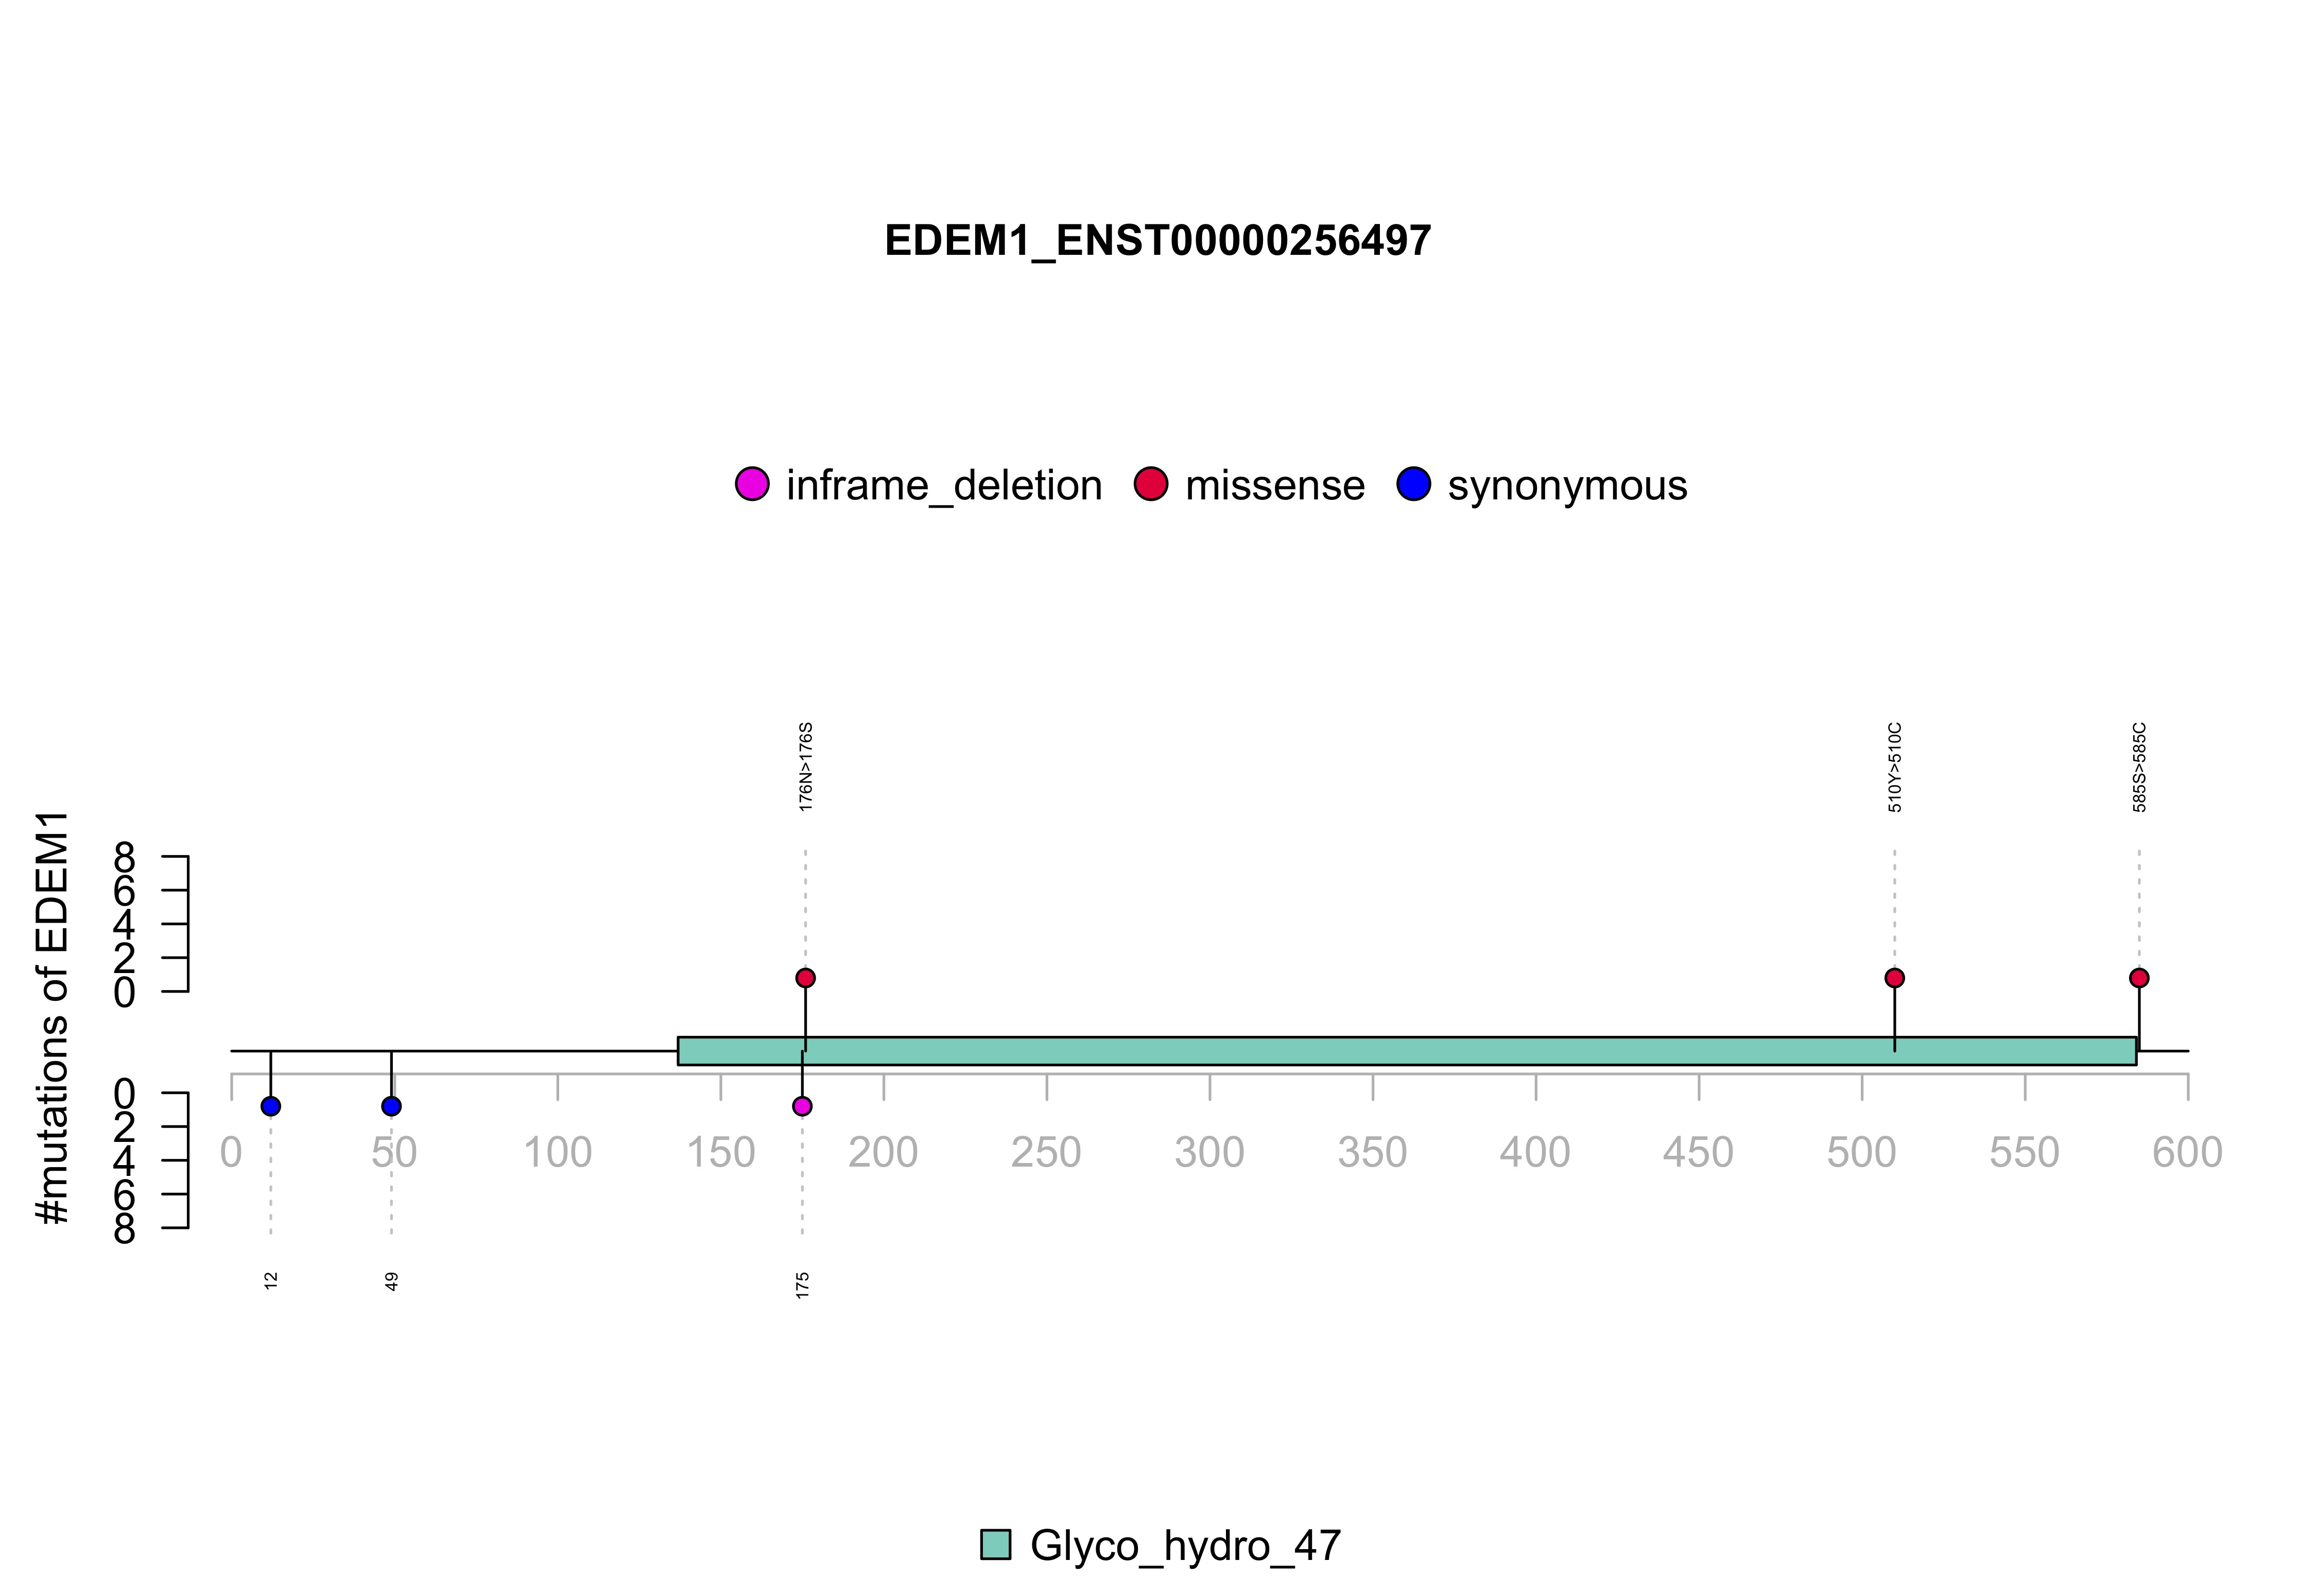 EDEM1_ENST00000256497
inframe_deletion missense synonymous
176N>176S 510Y>510C 585S>585C
#mutations of EDEM1
8
6
4
2
0
0
2
4
6
8
0 50 100 150 200 250 300 350 400 450 500 550 600
12 49 175
Glyco_hydro_47